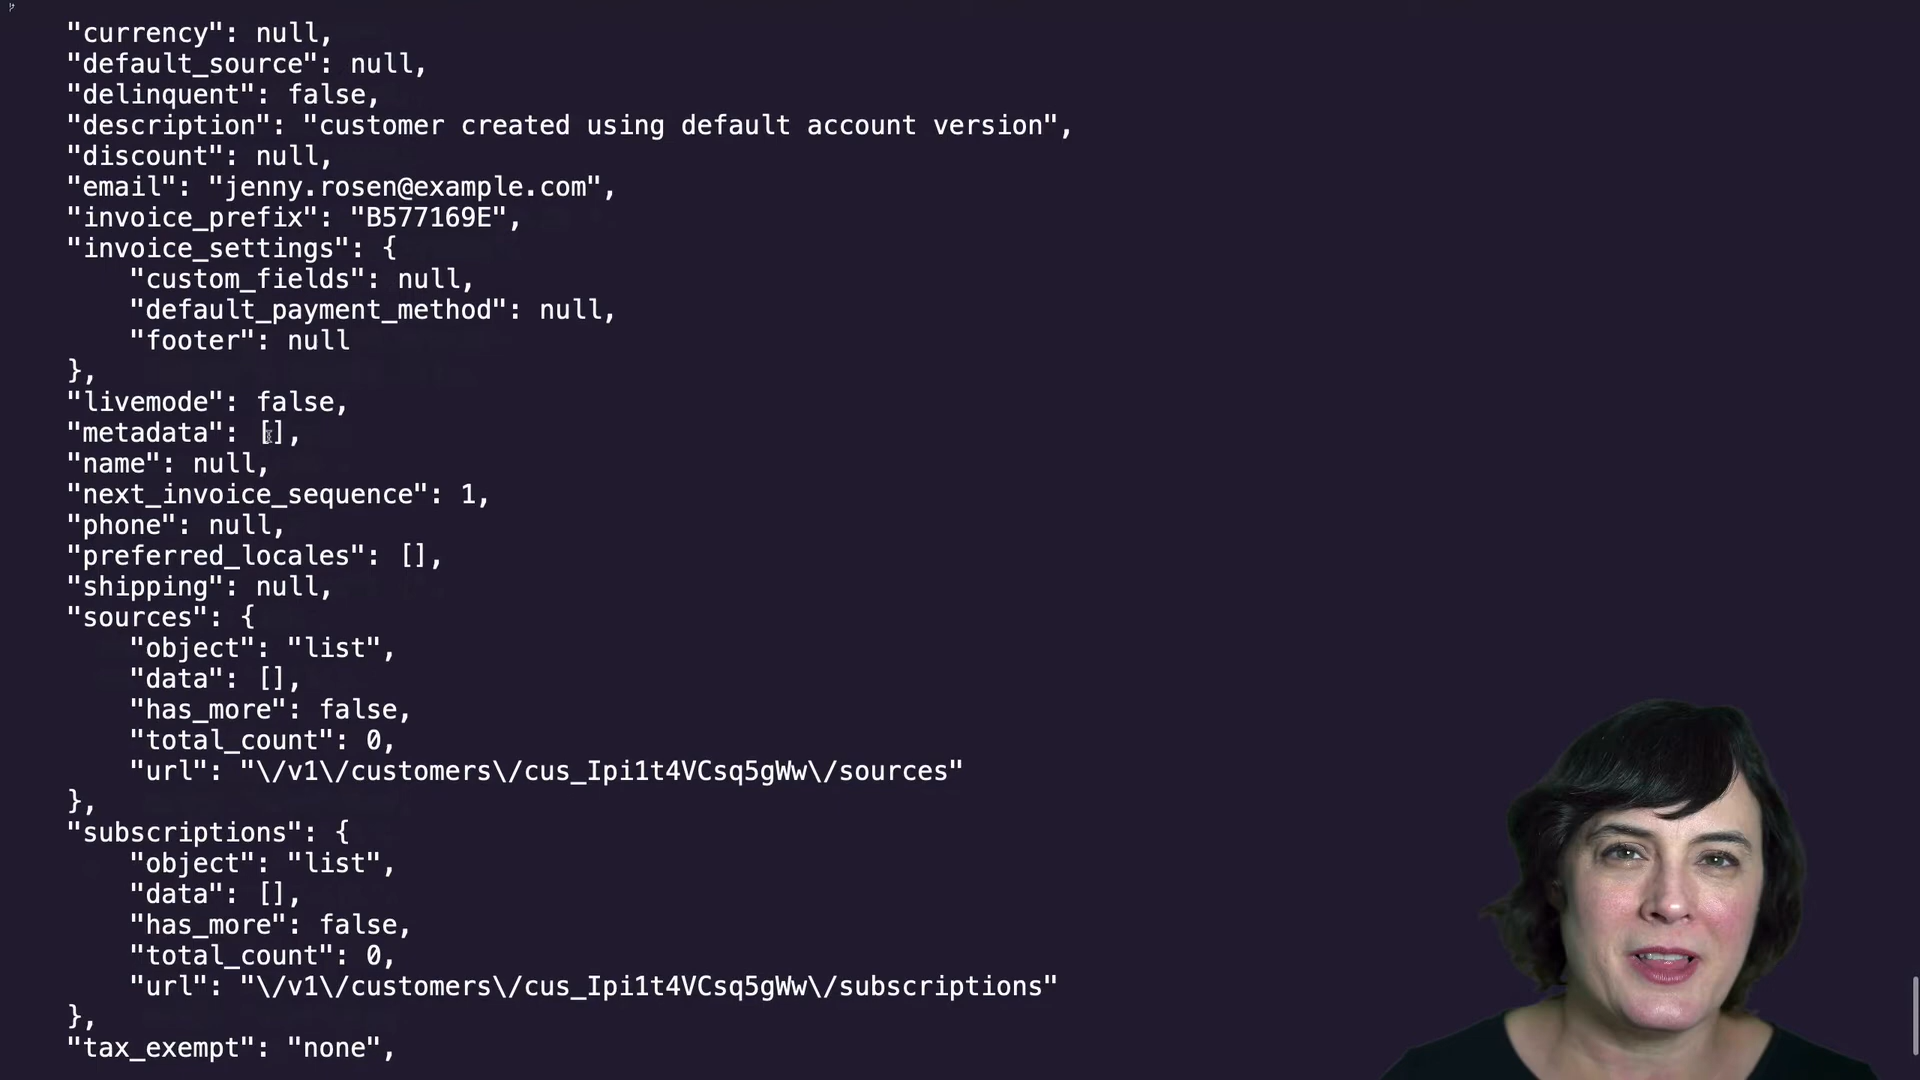 "currency": null,
"default_source": null,
"delinquent": false,
"description": "customer created using default account version",
"discount": null,
"email": "jenny.rosen@example.com",
"invoice_prefix": "B577169E",
"invoice_settings": {
"custom_fields": null,
"default_payment_method": null,
"footer": null
},
"livemode": false,
"metadata": [],
"name": null,
"next_invoice_sequence": 1,
"phone": null,
"preferred_locales": [],
"shipping": null,
"sources": {
"object": "list",
"data": [],
"has_more": false,
"total_count": 0,
"url": "\/v1\/customers\/cus_Ipi1t4VCsq5gWw\/sources"
},
"subscriptions": {
"object": "list",
"data": [],
"has_more": false,
"total_count": 0,
"url": "\/v1\/customers\/cus_Ipi1t4VCsq5gWw\/subscriptions"
},
"tax_exempt": "none",